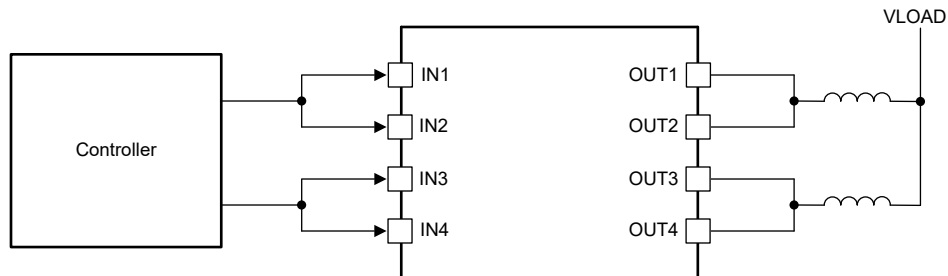 VLOAD
IN1
OUT1
IN2
OUT2
Controller
IN3
OUT3
IN4
OUT4